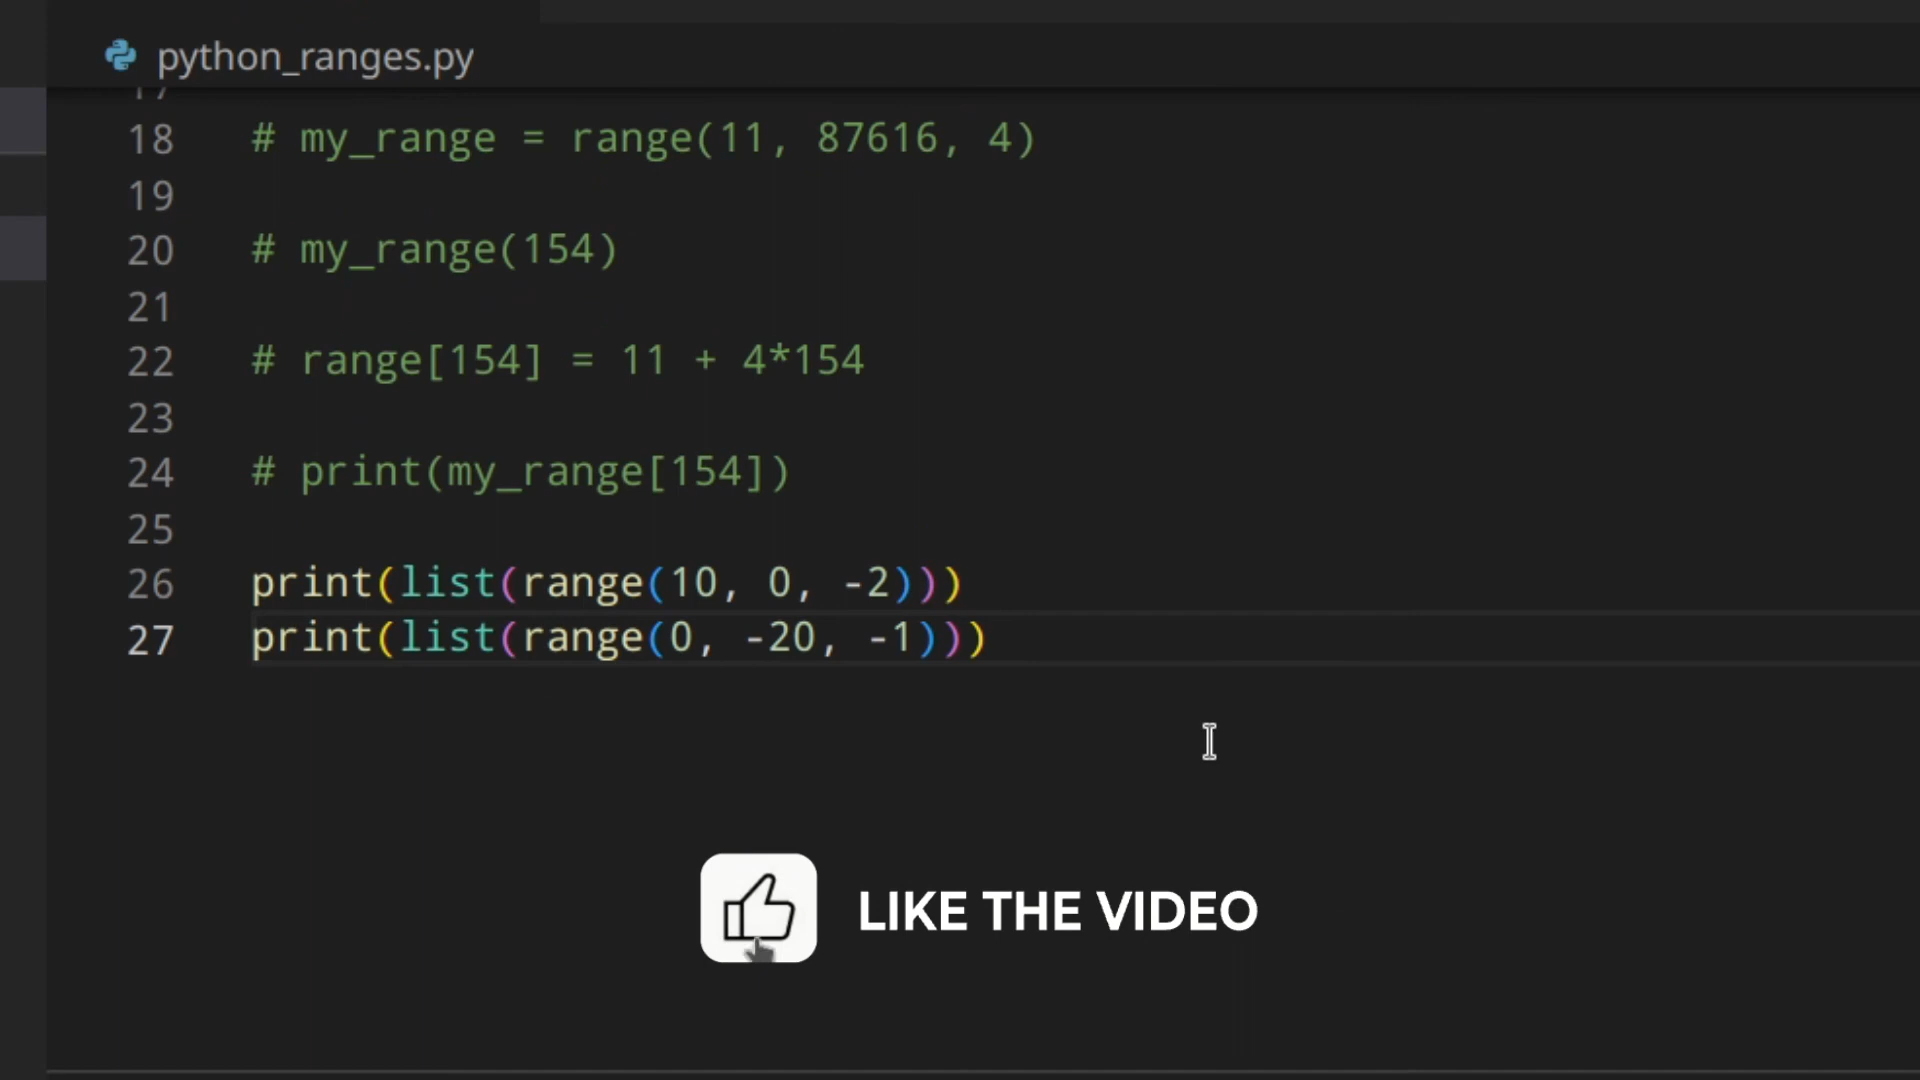 python_ranges.py
17
18 # my_range = range(11, 87616, 4)
19
20 # my_range(154)
21
22 # range[154] = 11 + 4*154
23
24 # print(my_range[154])
25
26 print(list(range(10, 0, -2)))
27 print(list(range(0, -20, -1)))
LIKE THE VIDEO